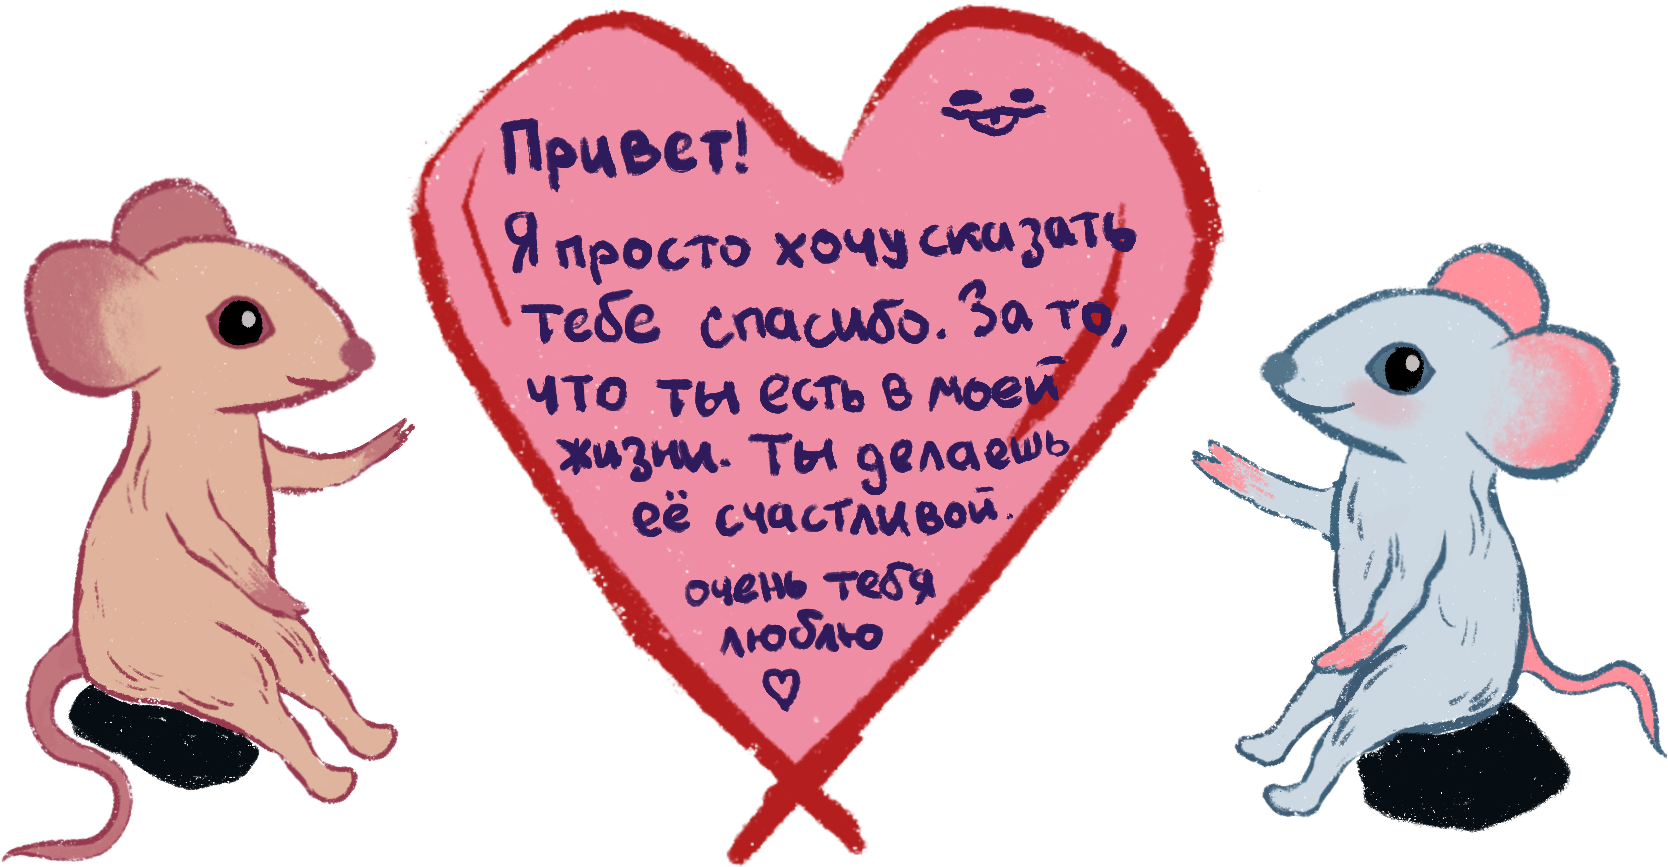 Привет!
Я просто хочу сказать
тебе спасибо. За то,
что ты есть в моей
жизни. Ты делаешь
её счастливой.
очень тебя
люблю
♡